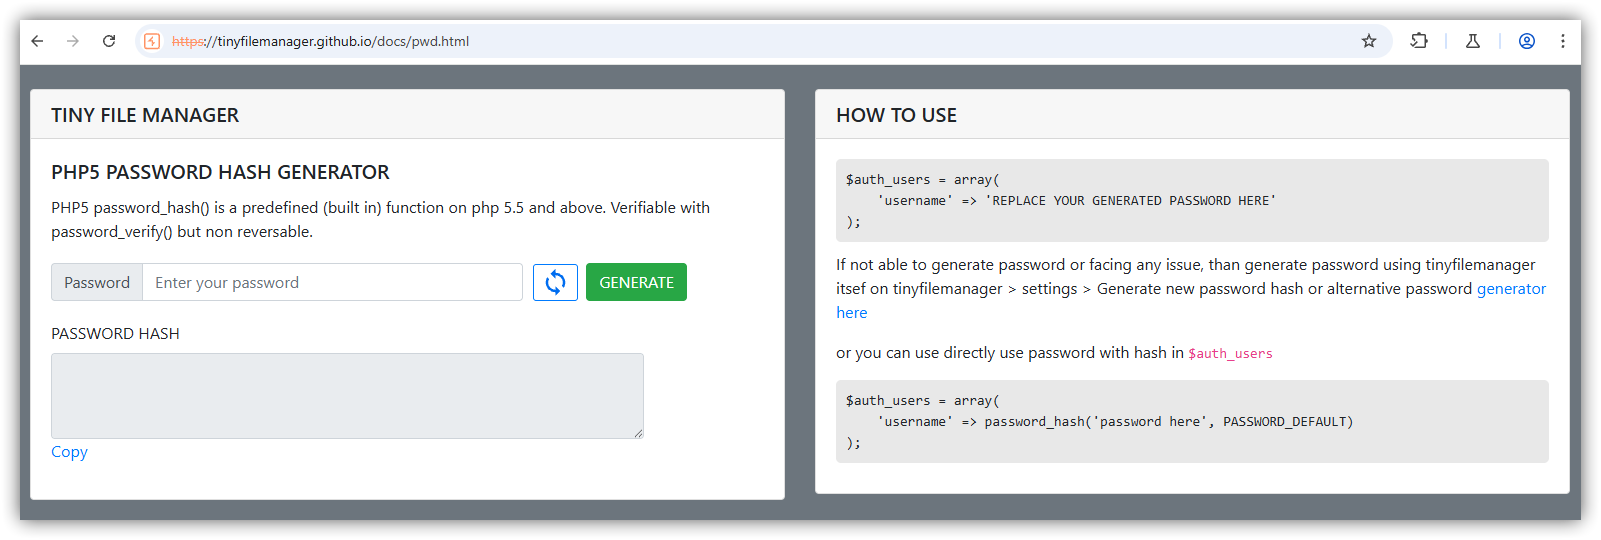 https://tinyfilemanager.github.io/docs/pwd.html
TINY FILE MANAGER
PHP5 PASSWORD HASH GENERATOR
PHP5 password_hash() is a predefined (built in) function on php 5.5 and above. Verifiable with
password_verify() but non reversable.
Password
Enter your password
GENERATE
PASSWORD HASH
Copy
HOW TO USE
$auth_users = array(
    'username' => 'REPLACE YOUR GENERATED PASSWORD HERE'
);
If not able to generate password or facing any issue, than generate password using tinyfilemanager
itsef on tinyfilemanager > settings > Generate new password hash or alternative password generator
here
or you can use directly use password with hash in $auth_users
$auth_users = array(
    'username' => password_hash('password here', PASSWORD_DEFAULT)
);